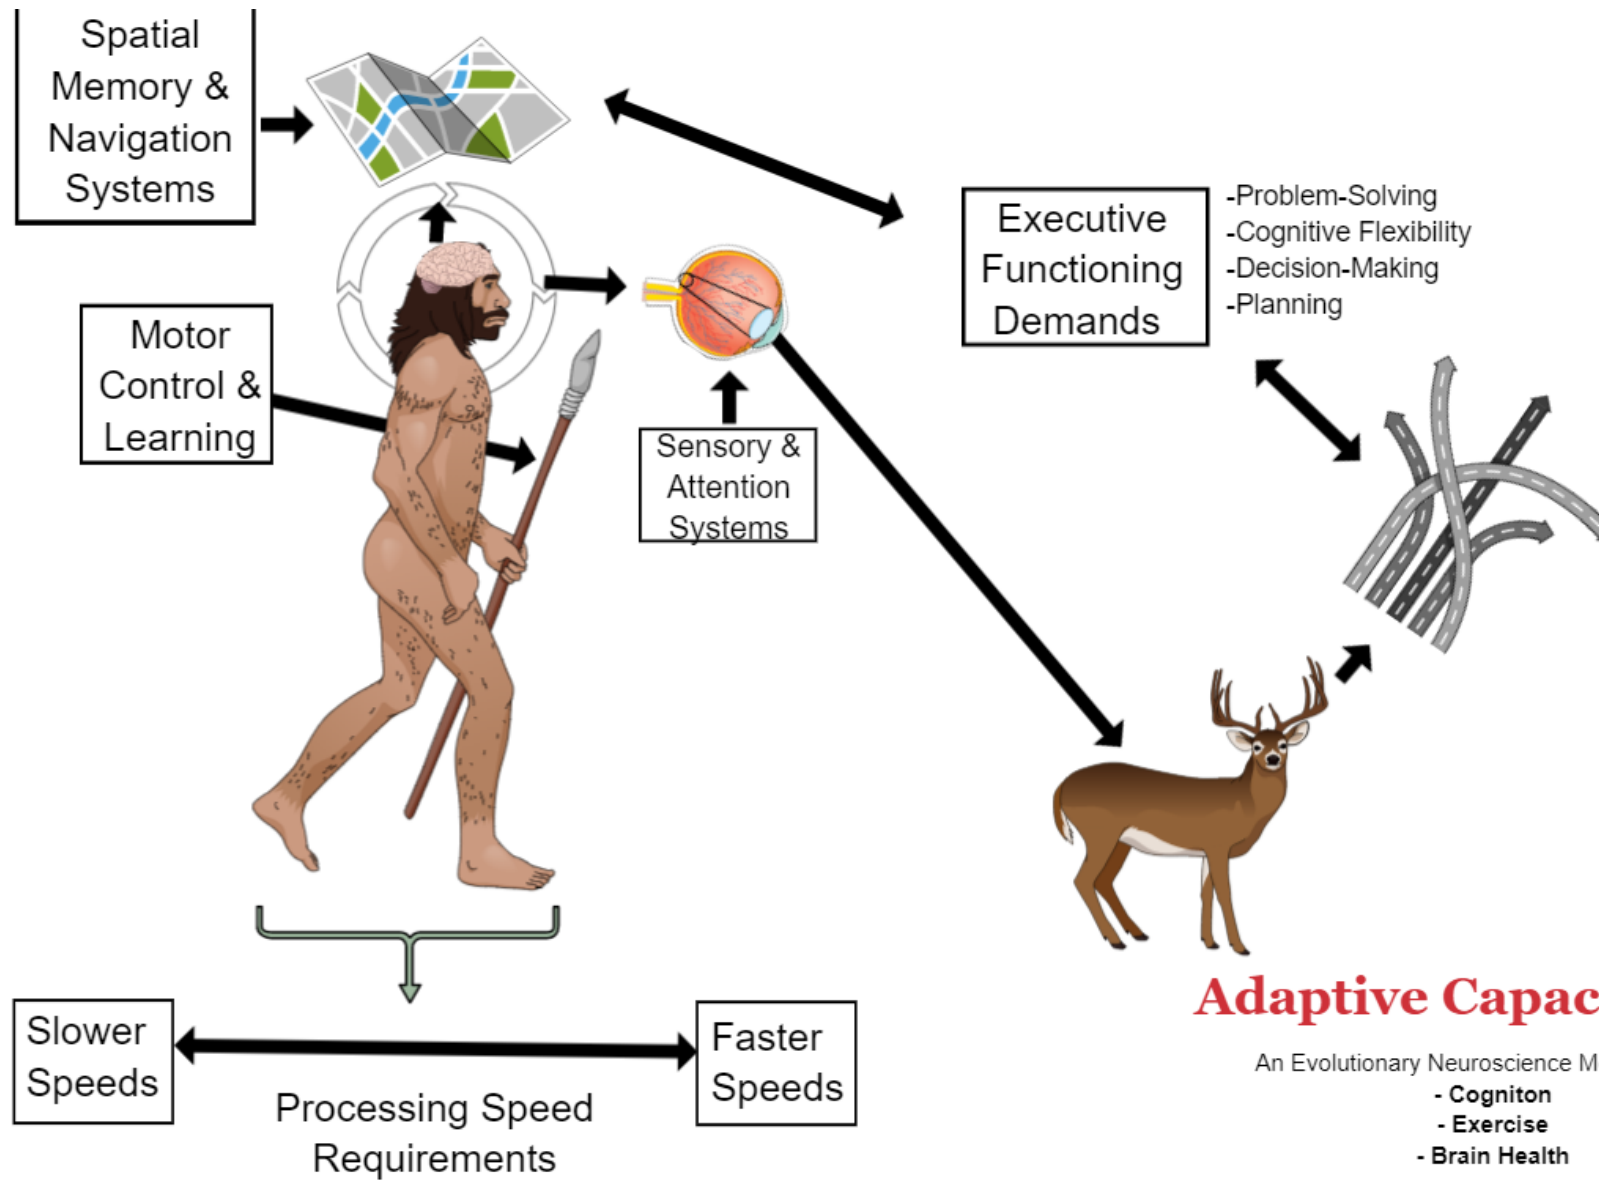 Spatial
Memory &
Navigation
Systems
Motor
Control &
Learning
Sensory &
Attention
Systems
Executive
Functioning
Demands
-Problem-Solving
-Cognitive Flexibility
-Decision-Making
-Planning
Slower
Speeds
Faster
Speeds
Processing Speed
Requirements
Adaptive Capac
An Evolutionary Neuroscience M
- Cogniton
- Exercise
- Brain Health